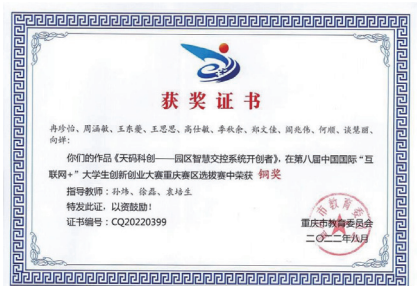 获奖证书
冉珍怡、周涵敏、王东菱、王思思、高仕敏、李秋余、郑文佳、阎兆伟、何顺、谈慧丽、
向婵：
你们的作品《天码科创——园区智慧交控系统开创者》，在第八届中国国际“互
联网+”大学生创新创业大赛重庆赛区选拔赛中荣获 铜奖
指导教师：孙炜、徐磊、袁培生
特发此证，以资鼓励！
证书编号：CQ20220399
重庆市教育委员会
二〇二二年八月